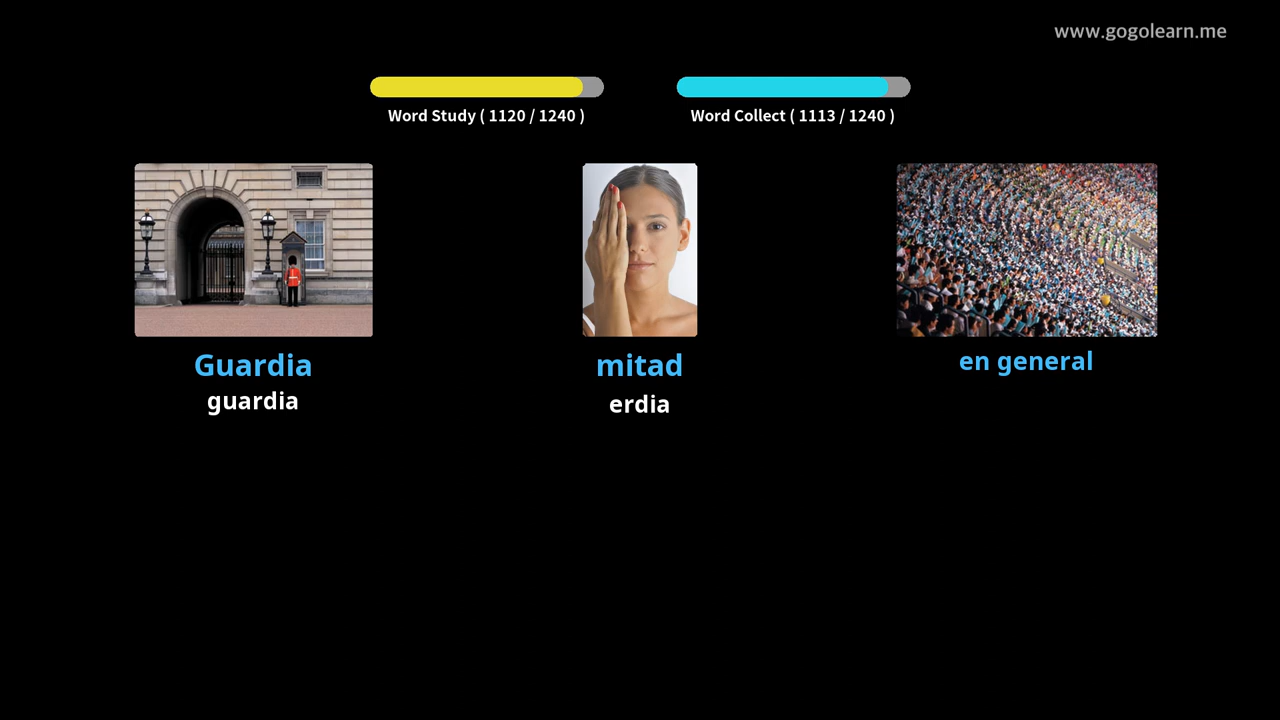 www.gogolearn.me
Word Study ( 1120 / 1240 )
Word Collect ( 1113 / 1240 )
Guardia
guardia
mitad
erdia
en general